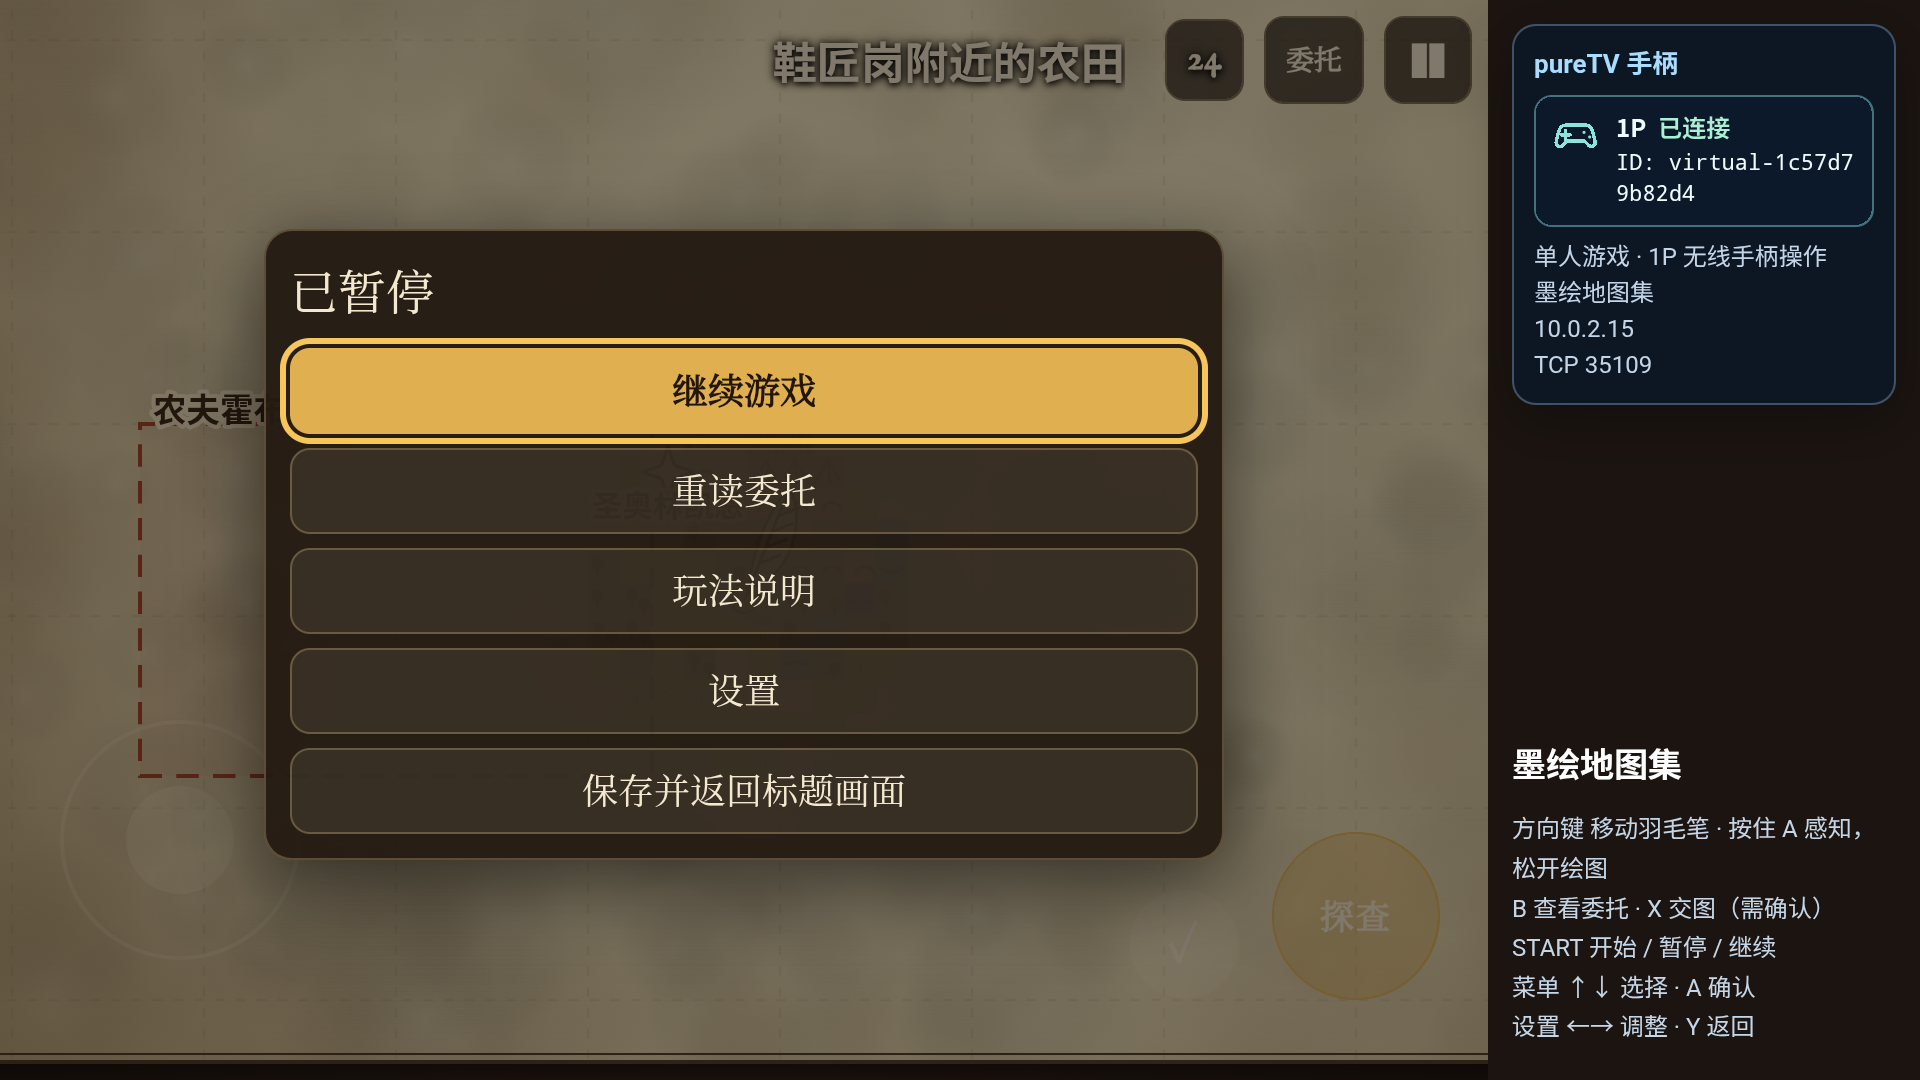 鞋匠岗附近的农田
24
委托
农夫霍布
已暂停
继续游戏
重读委托
玩法说明
设置
保存并返回标题画面
探查
pureTV 手柄
1P 已连接
ID: virtual-1c57d7
9b82d4
单人游戏 · 1P 无线手柄操作
墨绘地图集
10.0.2.15
TCP 35109
墨绘地图集
方向键 移动羽毛笔 · 按住 A 感知，
松开绘图
B 查看委托 · X 交图（需确认）
START 开始 / 暂停 / 继续
菜单 ↑↓ 选择 · A 确认
设置 ←→ 调整 · Y 返回